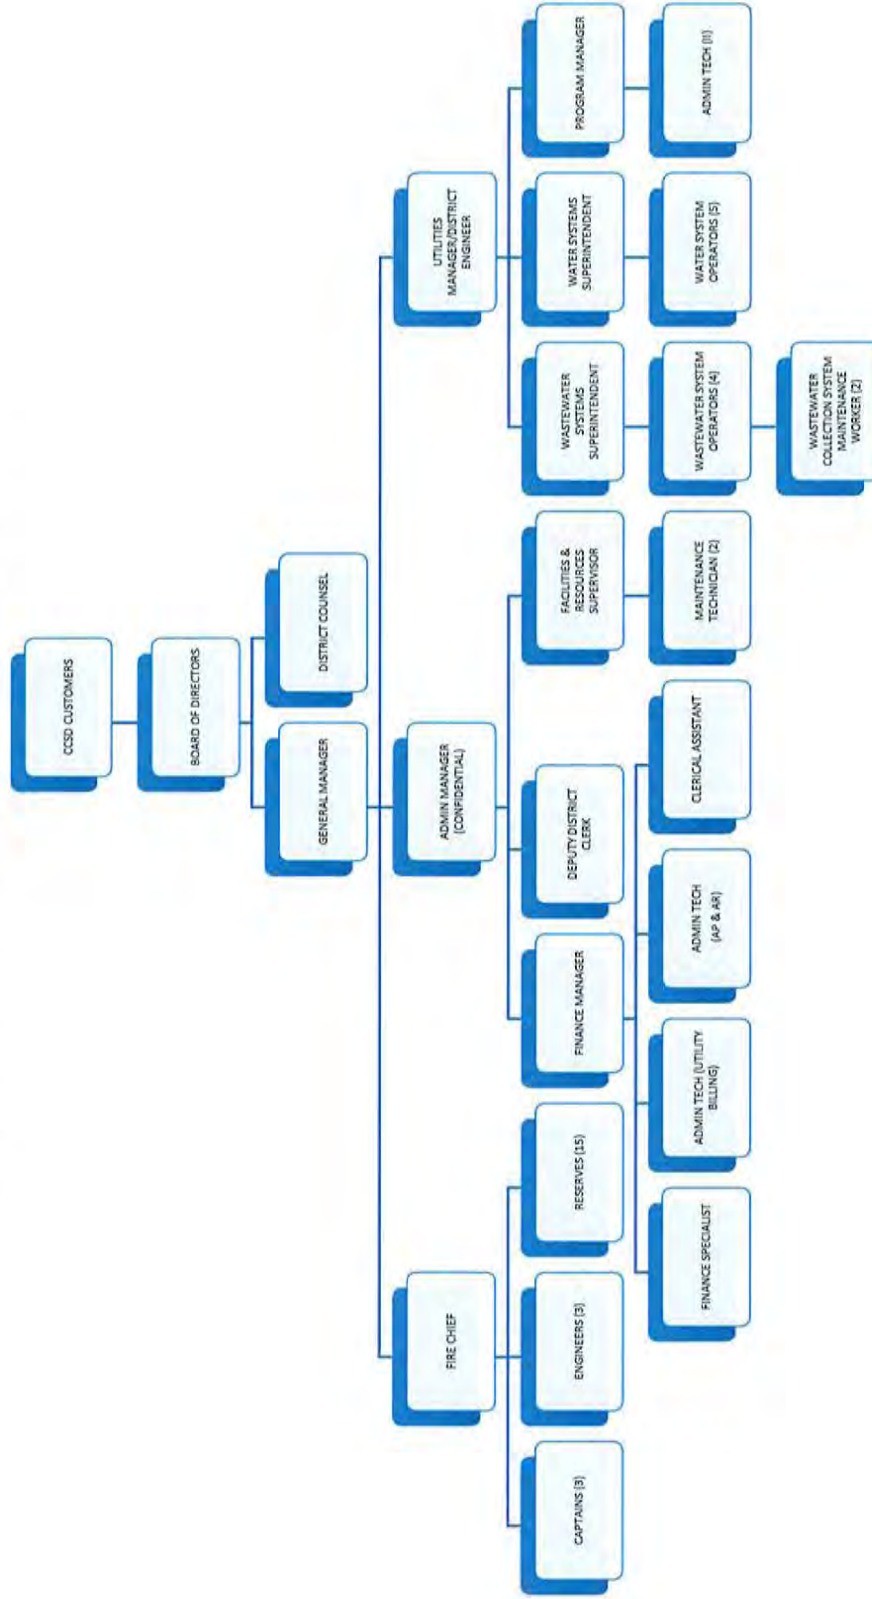 CCSD CUSTOMERS
BOARD OF DIRECTORS
GENERAL MANAGER
DISTRICT COUNSEL
FIRE CHIEF
ADMIN MANAGER
(CONFIDENTIAL)
UTILITIES
MANAGER/DISTRICT
ENGINEER
CAPTAINS (3)
ENGINEERS (3)
RESERVES (15)
FINANCE MANAGER
DEPUTY DISTRICT
CLERK
FACILITIES &
RESOURCES
SUPERVISOR
WASTEWATER
SYSTEMS
SUPERINTENDENT
WATER SYSTEMS
SUPERINTENDENT
PROGRAM MANAGER
FINANCE SPECIALIST
ADMIN TECH (UTILITY
BILLING)
ADMIN TECH
(AP & AR)
CLERICAL ASSISTANT
MAINTENANCE
TECHNICIAN (2)
WASTEWATER SYSTEM
OPERATORS (4)
WATER SYSTEM
OPERATORS (5)
ADMIN TECH (II)
WASTEWATER
COLLECTION SYSTEM
MAINTENANCE
WORKER (2)